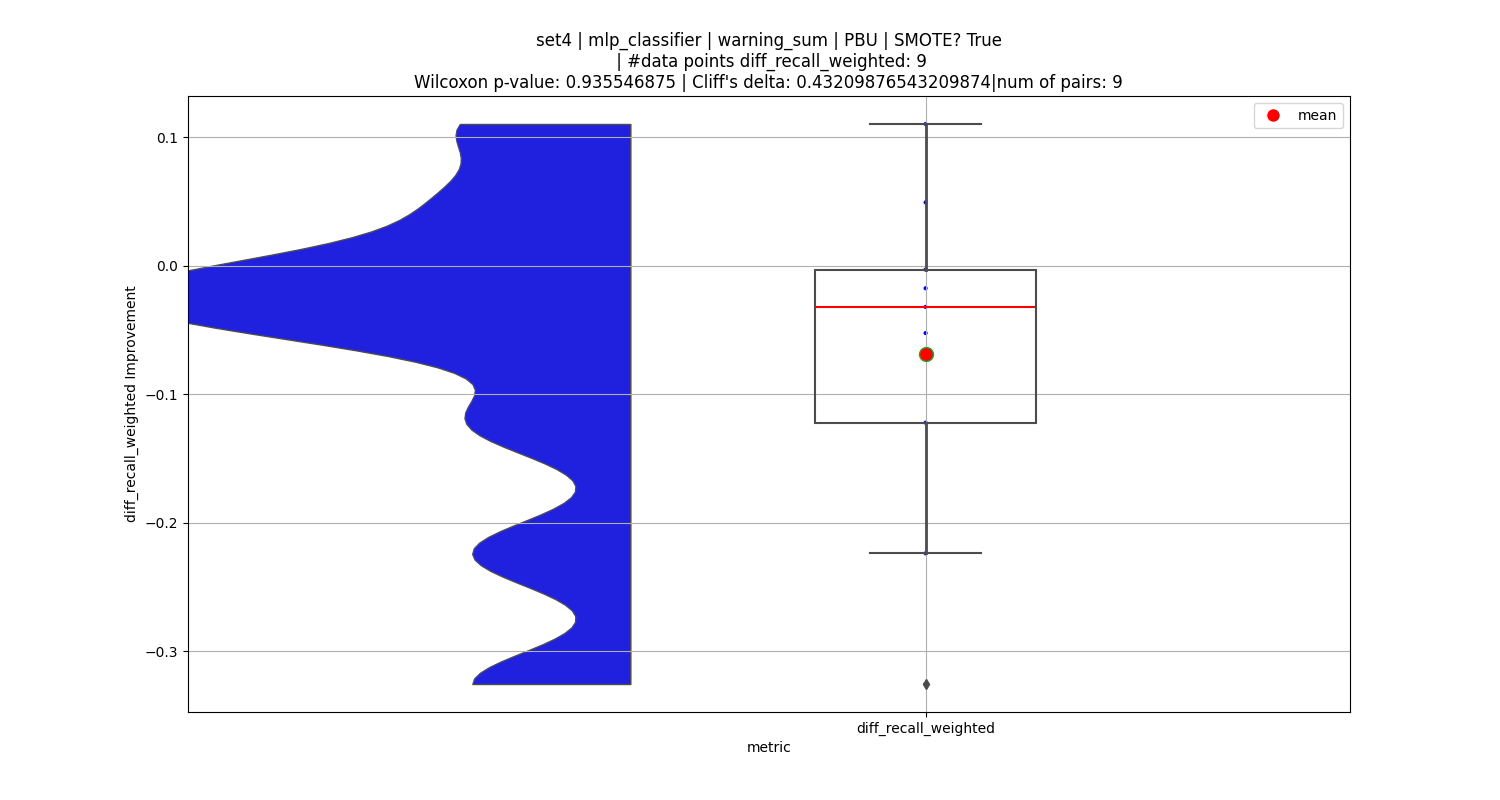 set4 | mlp_classifier | warning_sum | PBU | SMOTE? True
| #data points diff_recall_weighted: 9
Wilcoxon p-value: 0.935546875 | Cliff's delta: 0.43209876543209874|num of pairs: 9
mean
0.1
0.0
−0.1
−0.2
−0.3
diff_recall_weighted Improvement
diff_recall_weighted
metric